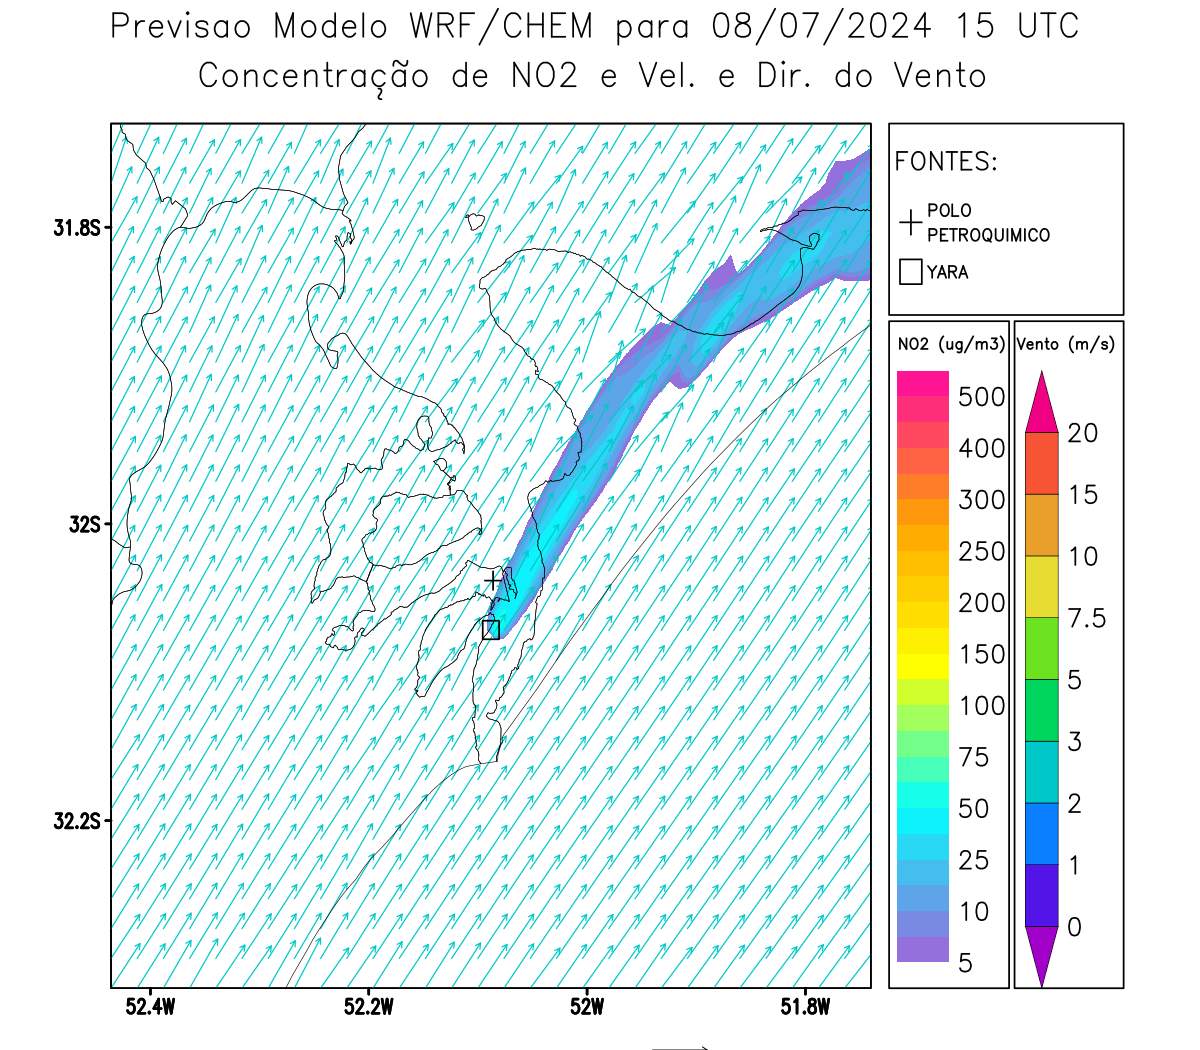 Previsao Modelo WRF/CHEM para 08/07/2024 15 UTC
Concentração de NO2 e Vel. e Dir. do Vento
FONTES:
POLO
PETROQUIMICO
YARA
31.8S
32S
32.2S
52.4W
52.2W
52W
51.8W
NO2 (ug/m3)
500
400
300
250
200
150
100
75
50
25
10
5
Vento (m/s)
20
15
10
7.5
5
3
2
1
0